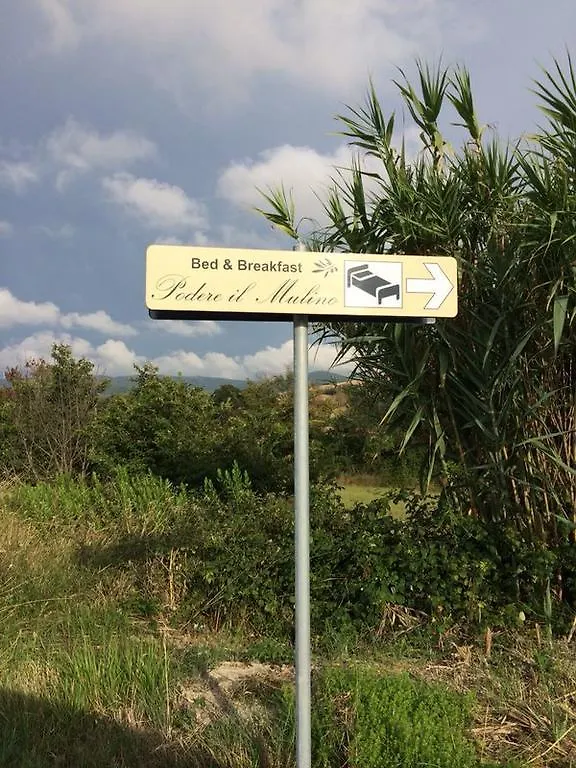 Bed & Breakfast
Podere il Mulino